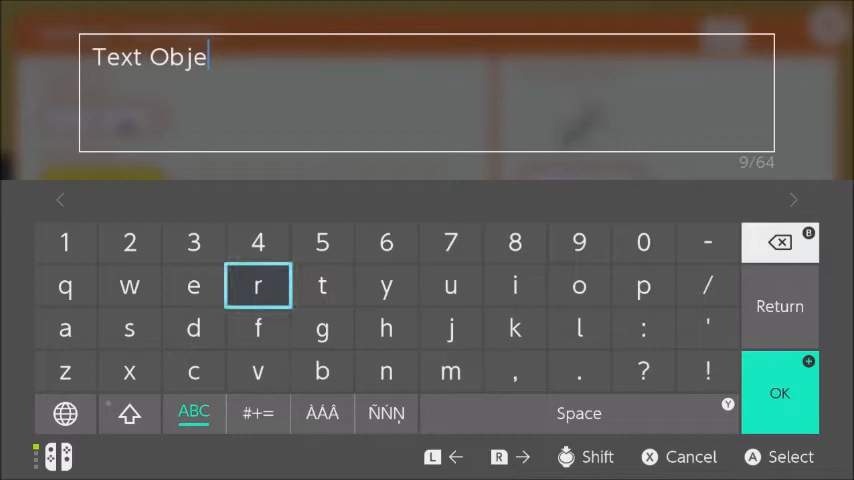 Text Obje
9/64
< >
1 2 3 4 5 6 7 8 9 0 -
B
q w e r t y u i o p /
Return
a s d f g h j k l : '
z x c v b n m , . ? !
+
OK
ABC #+= ÀÁÂ ÑŃŅ Space Y
L ← R → Shift X Cancel A Select